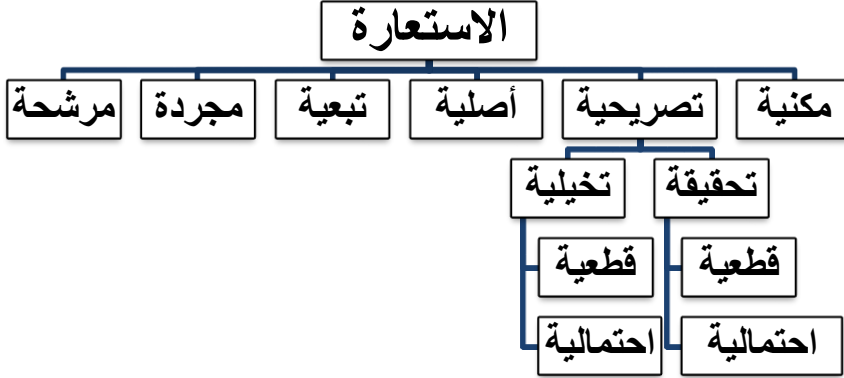 الاستعارة
مكنية
تصريحية
أصلية
تبعية
مجردة
مرشحة
تحقيقة
تخيلية
قطعية
قطعية
احتمالية
احتمالية